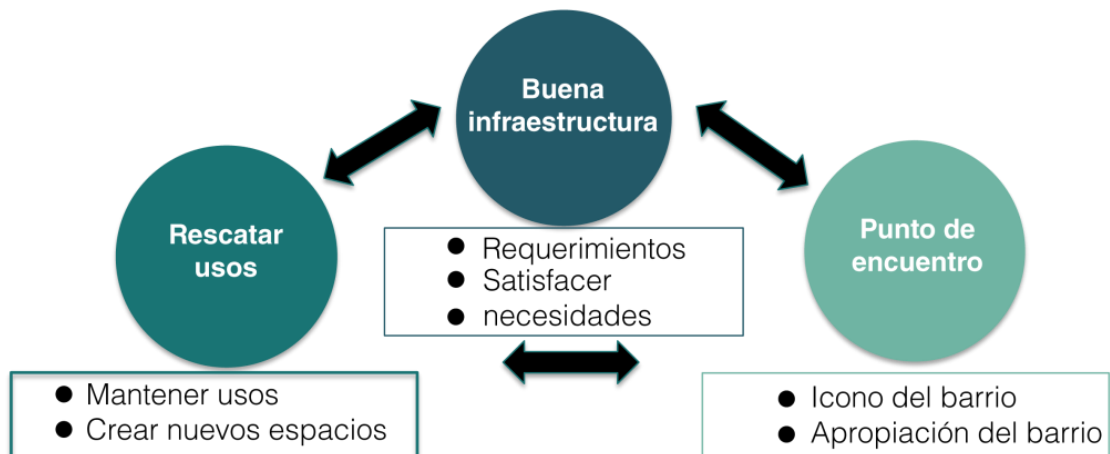 Buena
infraestructura
Rescatar
usos
Punto de
encuentro
● Requerimientos
● Satisfacer
● necesidades
● Mantener usos
● Crear nuevos espacios
● Icono del barrio
● Apropiación del barrio